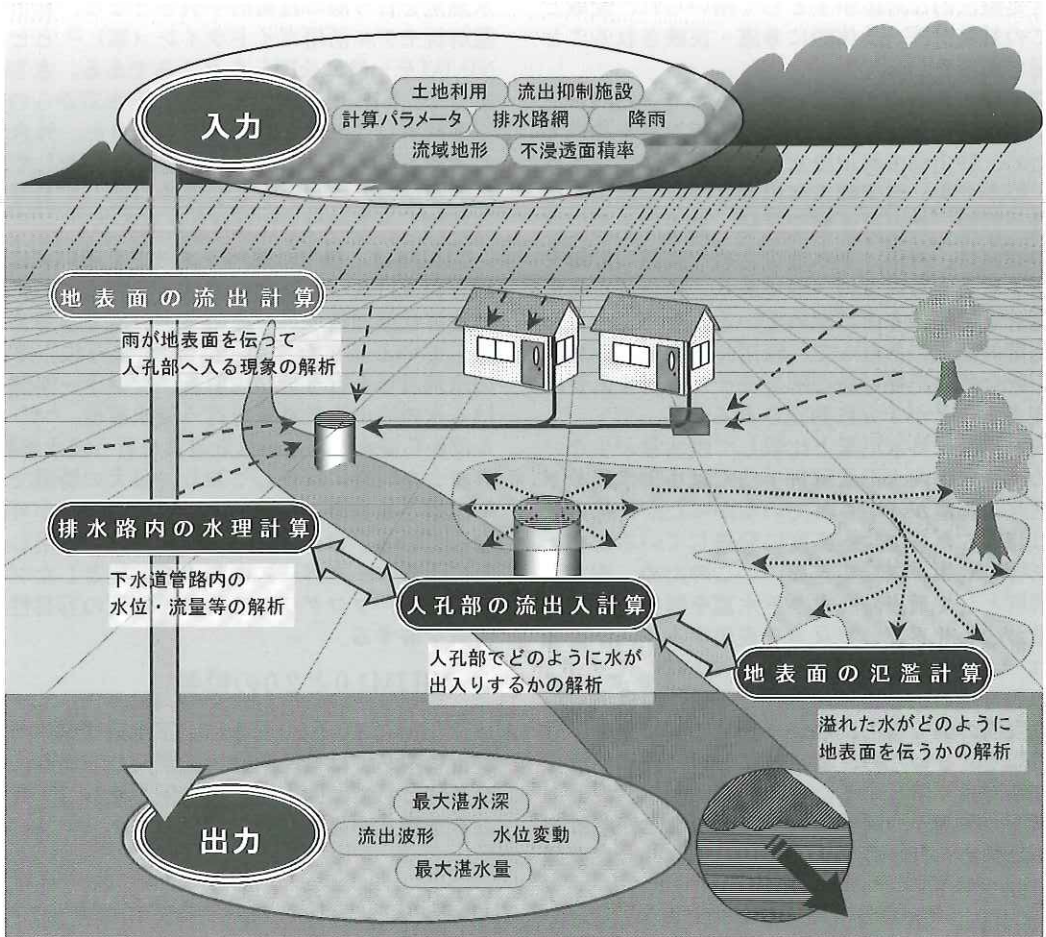 入力
土地利用 流出抑制施設
計算パラメータ 排水路網 降雨
流域地形 不浸透面積率
地表面の流出計算
雨が地表面を伝って
人孔部へ入る現象の解析
排水路内の水理計算
下水道管路内の
水位・流量等の解析
人孔部の流出入計算
人孔部でどのように水が
出入りするかの解析
地表面の氾濫計算
溢れた水がどのように
地表面を伝うかの解析
出力
最大湛水深
流出波形 水位変動
最大湛水量